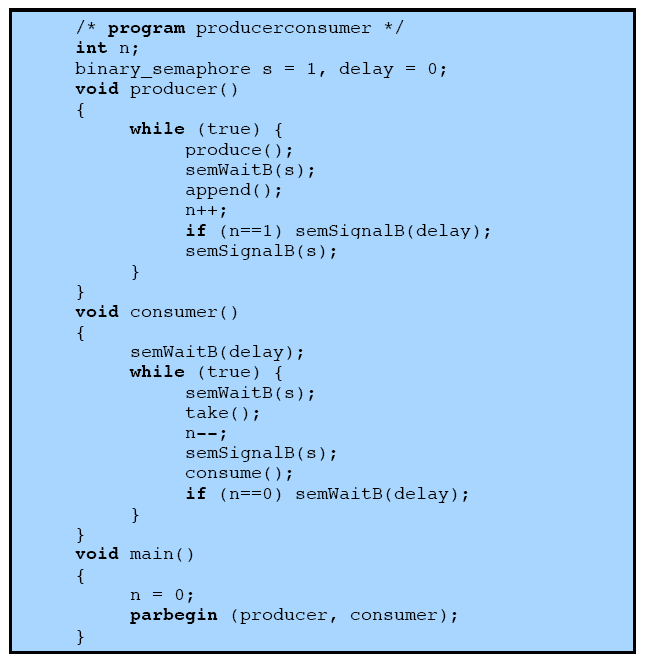 /* program producerconsumer */
int n;
binary_semaphore s = 1, delay = 0;
void producer()
{
while (true) {
produce();
semWaitB(s);
append();
n++;
if (n==1) semSignalB(delay);
semSignalB(s);
}
}
void consumer()
{
semWaitB(delay);
while (true) {
semWaitB(s);
take();
n--;
semSignalB(s);
consume();
if (n==0) semWaitB(delay);
}
}
void main()
{
n = 0;
parbegin (producer, consumer);
}